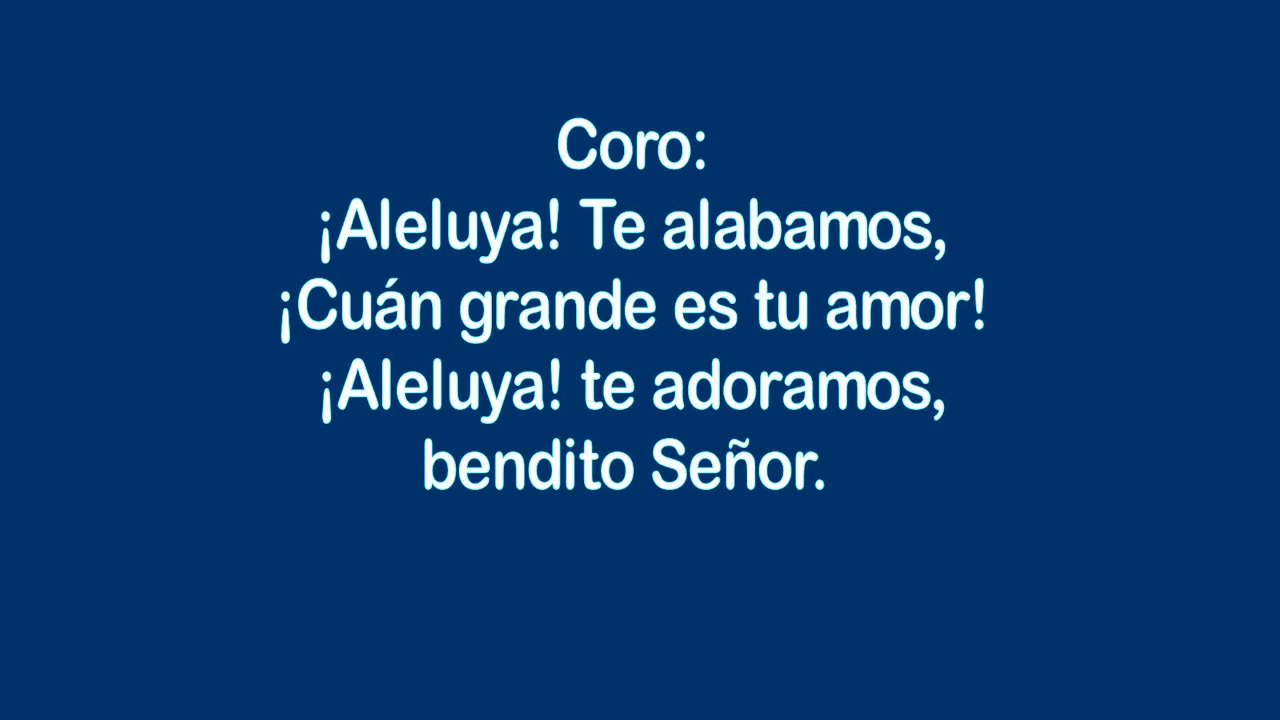 Coro:
¡Aleluya! Te alabamos,
¡Cuán grande es tu amor!
¡Aleluya! te adoramos,
bendito Señor.